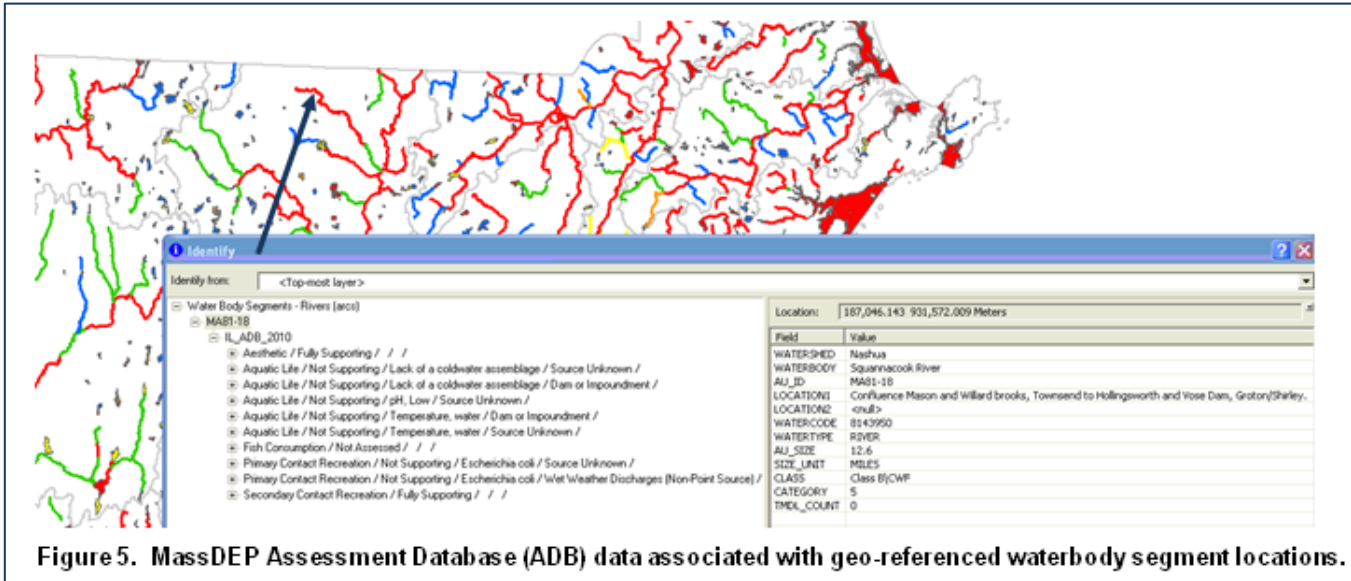 Identify
Identify from: <Top-most layer>
Water Body Segments - Rivers (arcs)
MA81-18
IL_ADB_2010
Aesthetic / Fully Supporting / / /
Aquatic Life / Not Supporting / Lack of a coldwater assemblage / Source Unknown /
Aquatic Life / Not Supporting / Lack of a coldwater assemblage / Dam or Impoundment /
Aquatic Life / Not Supporting / pH, Low / Source Unknown /
Aquatic Life / Not Supporting / Temperature, water / Dam or Impoundment /
Aquatic Life / Not Supporting / Temperature, water / Source Unknown /
Fish Consumption / Not Assessed / / /
Primary Contact Recreation / Not Supporting / Escherichia coli / Source Unknown /
Primary Contact Recreation / Not Supporting / Escherichia coli / Wet Weather Discharges (Non-Point Source) /
Secondary Contact Recreation / Fully Supporting / / /
Location: 187,046.143 931,572.009 Meters
Field Value
WATERSHED Nashua
WATERBODY Squannacook River
AU_ID MA81-18
LOCATION1 Confluence Mason and Willard brooks, Townsend to Hollingsworth and Vose Dam, Groton/Shirley.
LOCATION2 <null>
WATERCODE 8143950
WATERTYPE RIVER
AU_SIZE 12.6
SIZE_UNIT MILES
CLASS Class B\CWF
CATEGORY 5
TMDL_COUNT 0
Figure 5. MassDEP Assessment Database (ADB) data associated with geo-referenced waterbody segment locations.